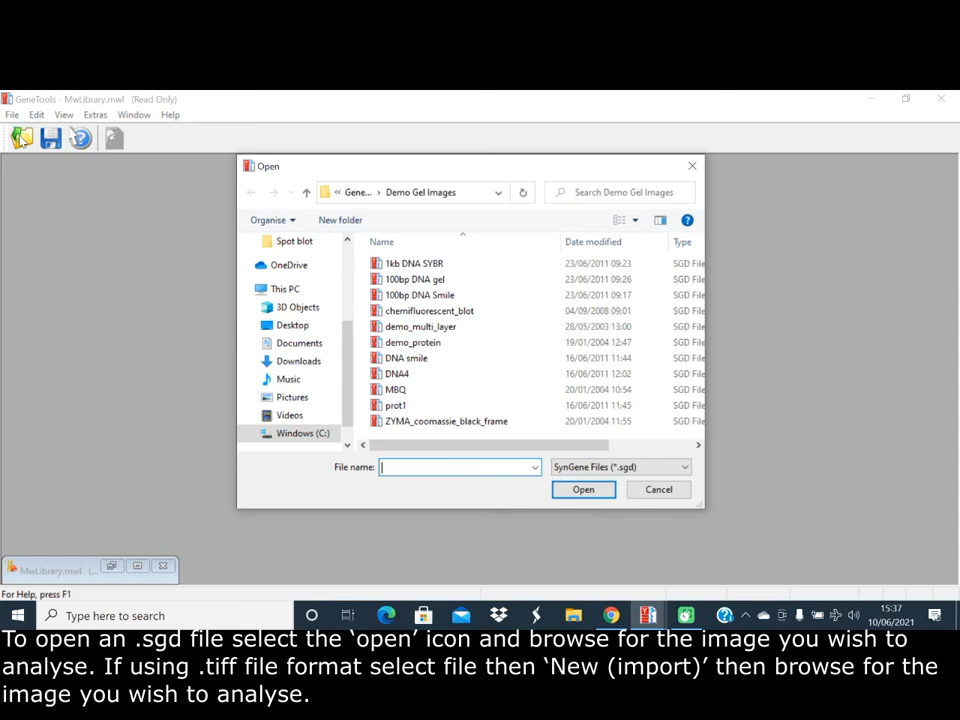 GeneTools - MwLibrary.mwl (Read Only)
File Edit View Extras Window Help
Open
« Gene... › Demo Gel Images
Search Demo Gel Images
Organise New folder
Name Date modified Type
Spot blot
OneDrive
This PC
3D Objects
Desktop
Documents
Downloads
Music
Pictures
Videos
Windows (C:)
1kb DNA SYBR 23/06/2011 09:23 SGD File
100bp DNA gel 23/06/2011 09:26 SGD File
100bp DNA Smile 23/06/2011 09:17 SGD File
chemifluorescent_blot 04/09/2008 09:01 SGD File
demo_multi_layer 28/05/2003 13:00 SGD File
demo_protein 19/01/2004 12:47 SGD File
DNA smile 16/06/2011 11:44 SGD File
DNA4 16/06/2011 12:02 SGD File
MBQ 20/01/2004 10:54 SGD File
prot1 16/06/2011 11:45 SGD File
ZYMA_coomassie_black_frame 20/01/2004 11:55 SGD File
File name: SynGene Files (*.sgd)
Open Cancel
MwLibrary.mwl (...
For Help, press F1
Type here to search
15:37
10/06/2021
To open an .sgd file select the ‘open’ icon and browse for the image you wish to
analyse. If using .tiff file format select file then ‘New (import)’ then browse for the
image you wish to analyse.